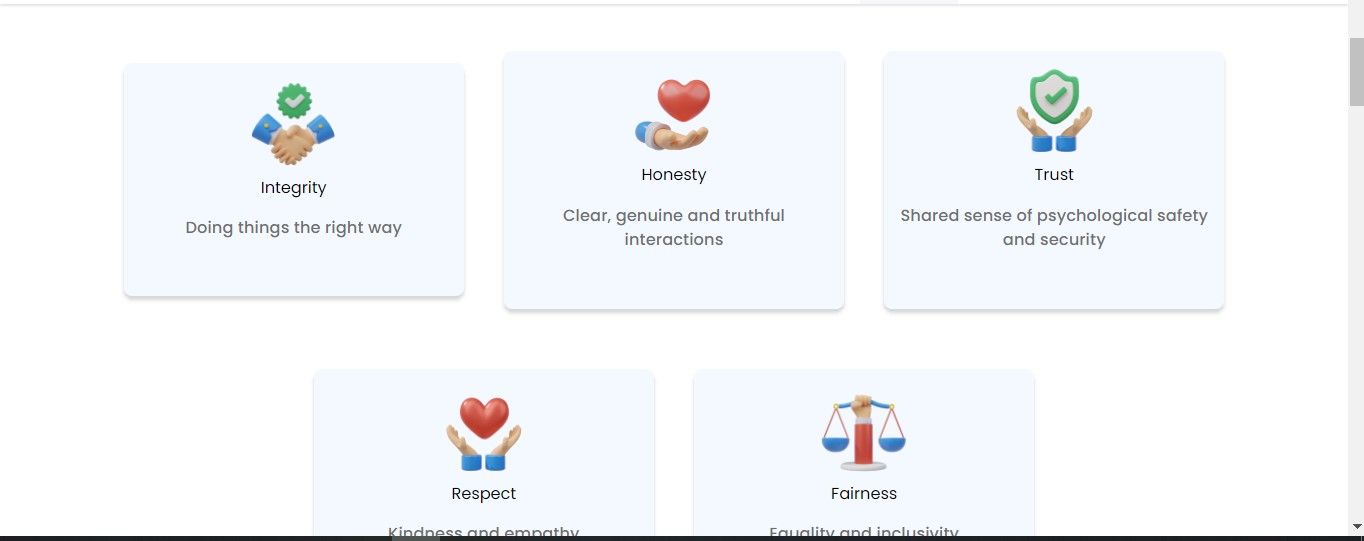 Integrity
Doing things the right way
Honesty
Clear, genuine and truthful
interactions
Trust
Shared sense of psychological safety
and security
Respect
Kindness and empathy
Fairness
Equality and inclusivity